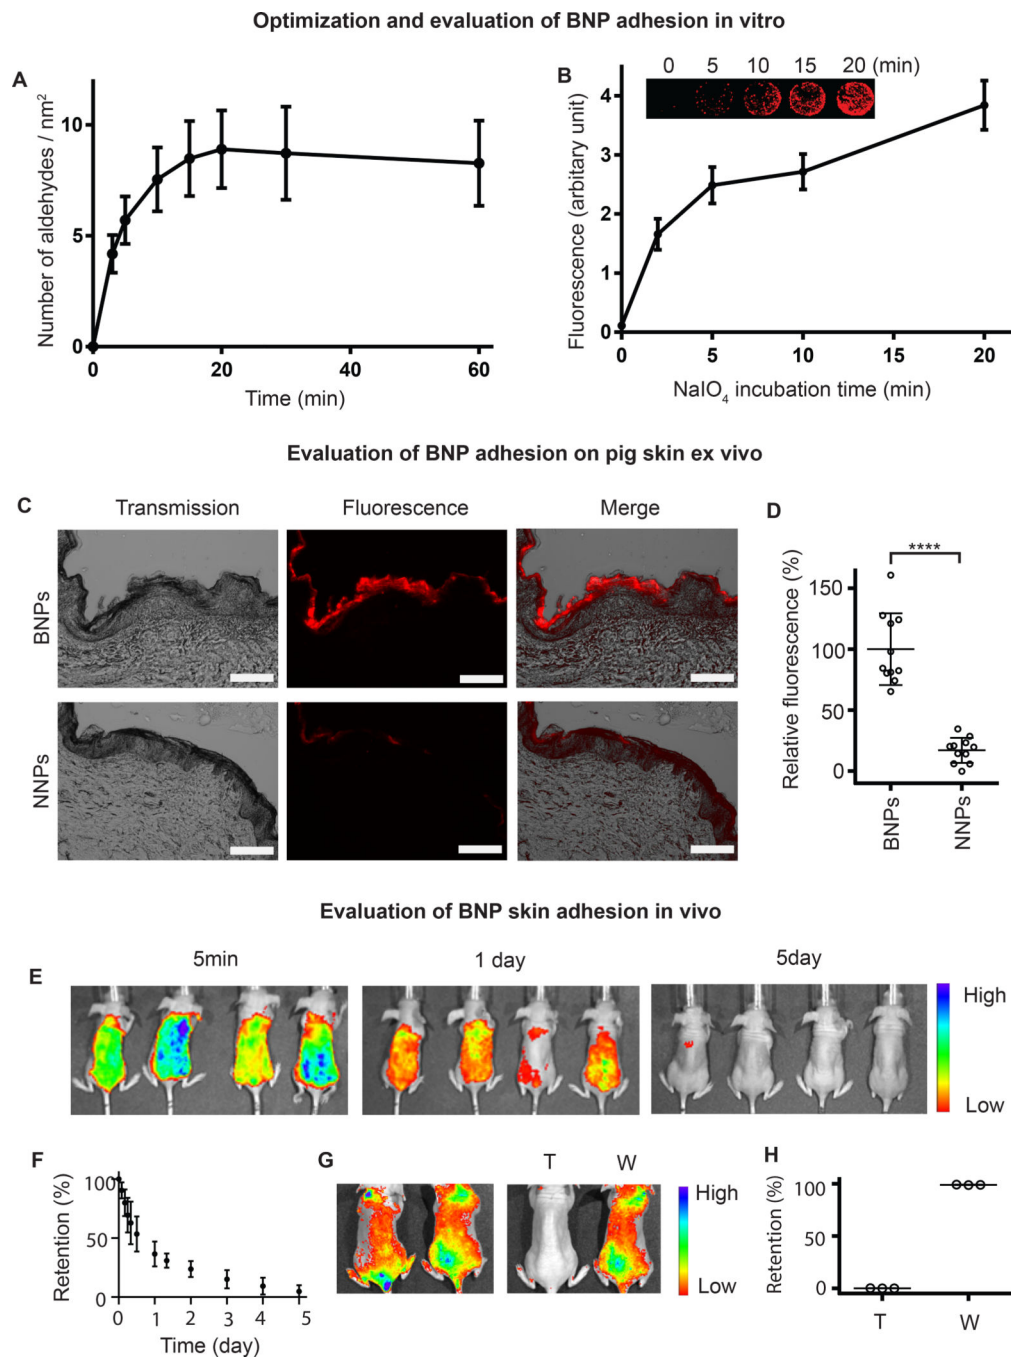 Optimization and evaluation of BNP adhesion in vitro
A
Number of aldehydes / nm²
10
5
0
0
20
40
60
Time (min)
B
0 5 10 15 20 (min)
Fluorescence (arbitary unit)
4
3
2
1
0
0
5
10
15
20
NaIO₄ incubation time (min)
Evaluation of BNP adhesion on pig skin ex vivo
C
Transmission
Fluorescence
Merge
BNPs
NNPs
D
****
Relative fluorescence (%)
150
100
50
0
BNPs
NNPs
Evaluation of BNP skin adhesion in vivo
E
5min
1 day
5day
High
Low
F
Retention (%)
100
50
0
0
1
2
3
4
5
Time (day)
G
T
W
High
Low
H
Retention (%)
100
50
0
T
W